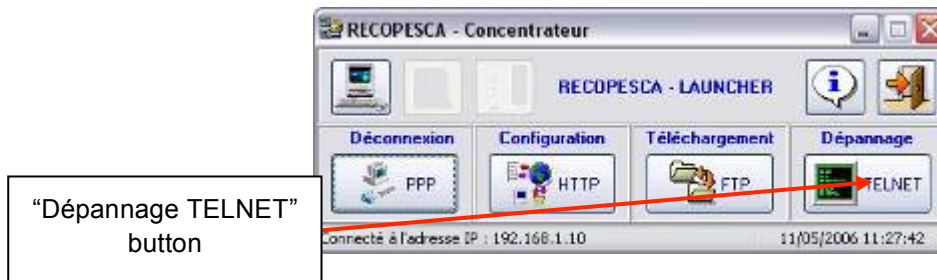 RECOPESCA - Concentrateur
RECOPESCA - LAUNCHER
Déconnexion Configuration Téléchargement Dépannage
PPP HTTP FTP TELNET
“Dépannage TELNET”
button
Connecté à l'adresse IP : 192.168.1.10 11/05/2006 11:27:42